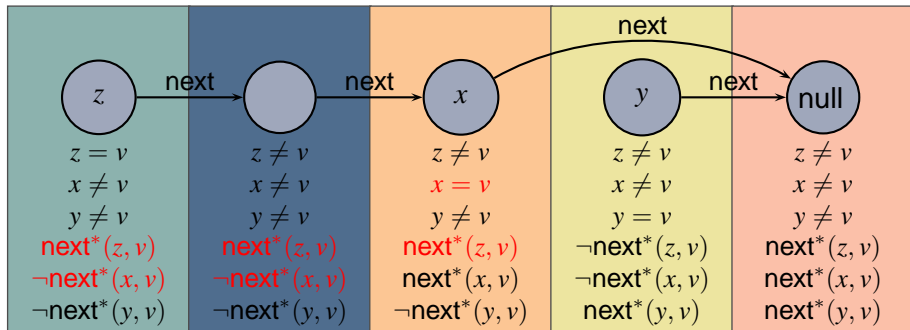 next
z next next x y next null
z = v z ≠ v z ≠ v z ≠ v z ≠ v
x ≠ v x ≠ v x = v x ≠ v x ≠ v
y ≠ v y ≠ v y ≠ v y = v y ≠ v
next*(z, v) next*(z, v) next*(z, v) ¬next*(z, v) next*(z, v)
¬next*(x, v) ¬next*(x, v) next*(x, v) ¬next*(x, v) next*(x, v)
¬next*(y, v) ¬next*(y, v) ¬next*(y, v) next*(y, v) next*(y, v)